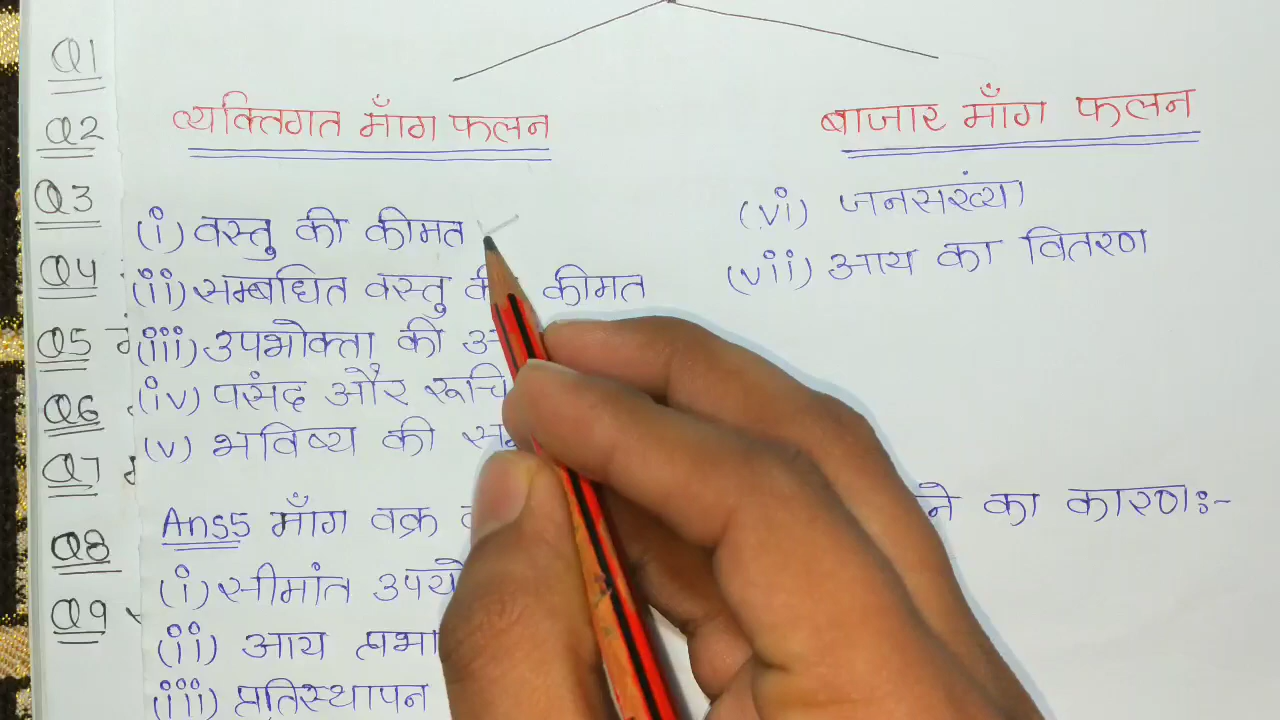 Q1
Q2
Q3
Q4
Q5
Q6
Q7
Q8
Q9
व्यक्तिगत माँग फलन
(i) वस्तु की कीमत
(ii) सम्बधित वस्तु की कीमत
(iii) उपभोक्ता की
(iv) पसंद और रूचि
(v) भविष्य की
बाजार माँग फलन
(vi) जनसंख्या
(vii) आय का वितरण
Ans5 माँग वक्र का कारणः-
(i) सीमांत
(ii) आय
(iii) प्रतिस्थापन